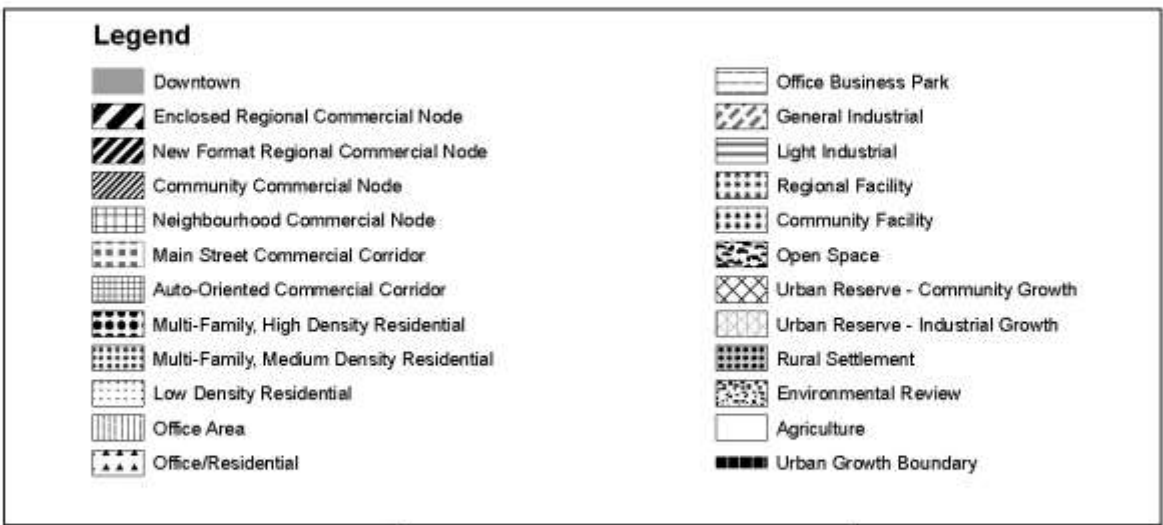 Legend
Downtown
Enclosed Regional Commercial Node
New Format Regional Commercial Node
Community Commercial Node
Neighbourhood Commercial Node
Main Street Commercial Corridor
Auto-Oriented Commercial Corridor
Multi-Family, High Density Residential
Multi-Family, Medium Density Residential
Low Density Residential
Office Area
Office/Residential
Office Business Park
General Industrial
Light Industrial
Regional Facility
Community Facility
Open Space
Urban Reserve - Community Growth
Urban Reserve - Industrial Growth
Rural Settlement
Environmental Review
Agriculture
Urban Growth Boundary